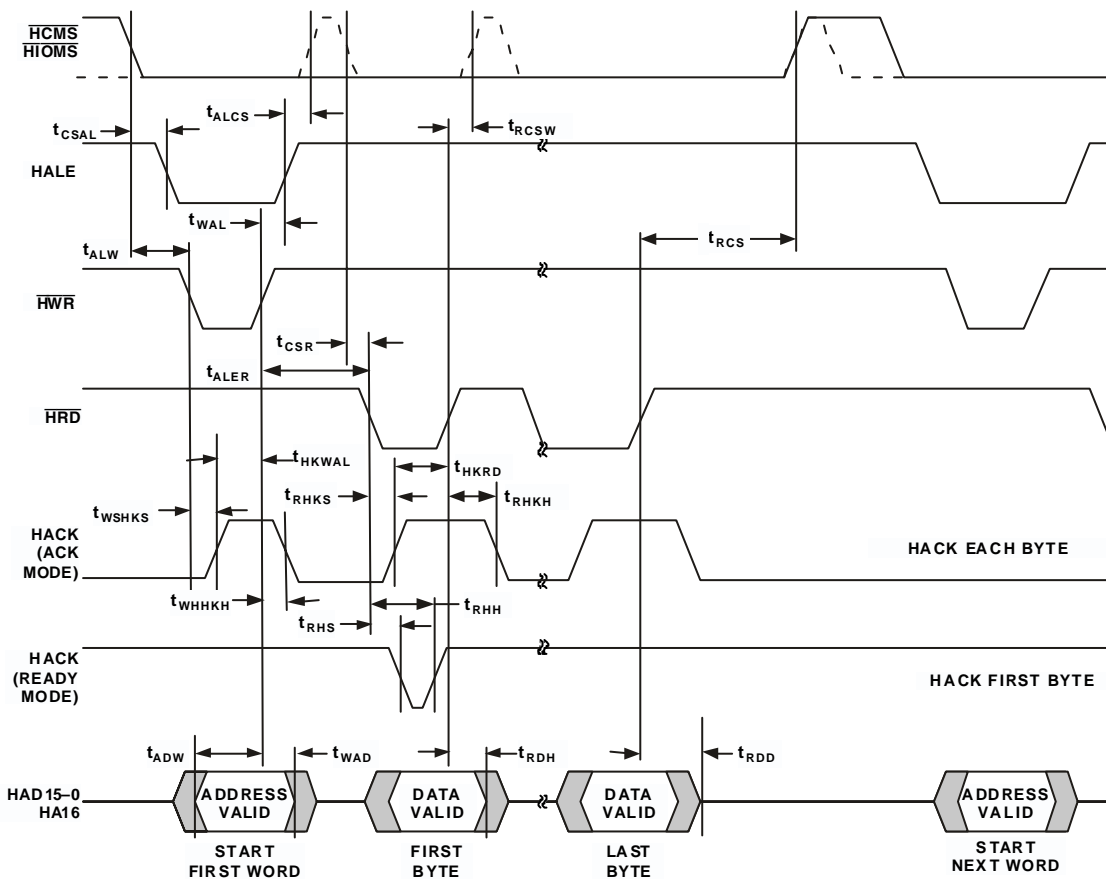 HCMS
HIOMS
tALCS
tCSAL
tRCSW
HALE
tWAL
tALW
tRCS
HWR
tCSR
tALER
HRD
tHKWAL
tHKRD
tRHKS
tRHKH
tWSHKS
HACK
(ACK
MODE)
HACK EACH BYTE
tWHHKH
tRHH
tRHS
HACK
(READY
MODE)
HACK FIRST BYTE
tADW
tWAD
tRDH
tRDD
HAD15–0
HA16
ADDRESS
VALID
DATA
VALID
DATA
VALID
ADDRESS
VALID
START
FIRST WORD
FIRST
BYTE
LAST
BYTE
START
NEXT WORD